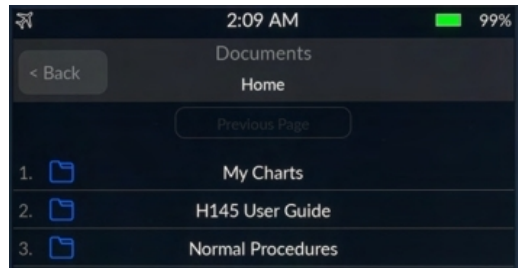 2:09 AM 99%
Documents
< Back
Home
Previous Page
1. My Charts
2. H145 User Guide
3. Normal Procedures